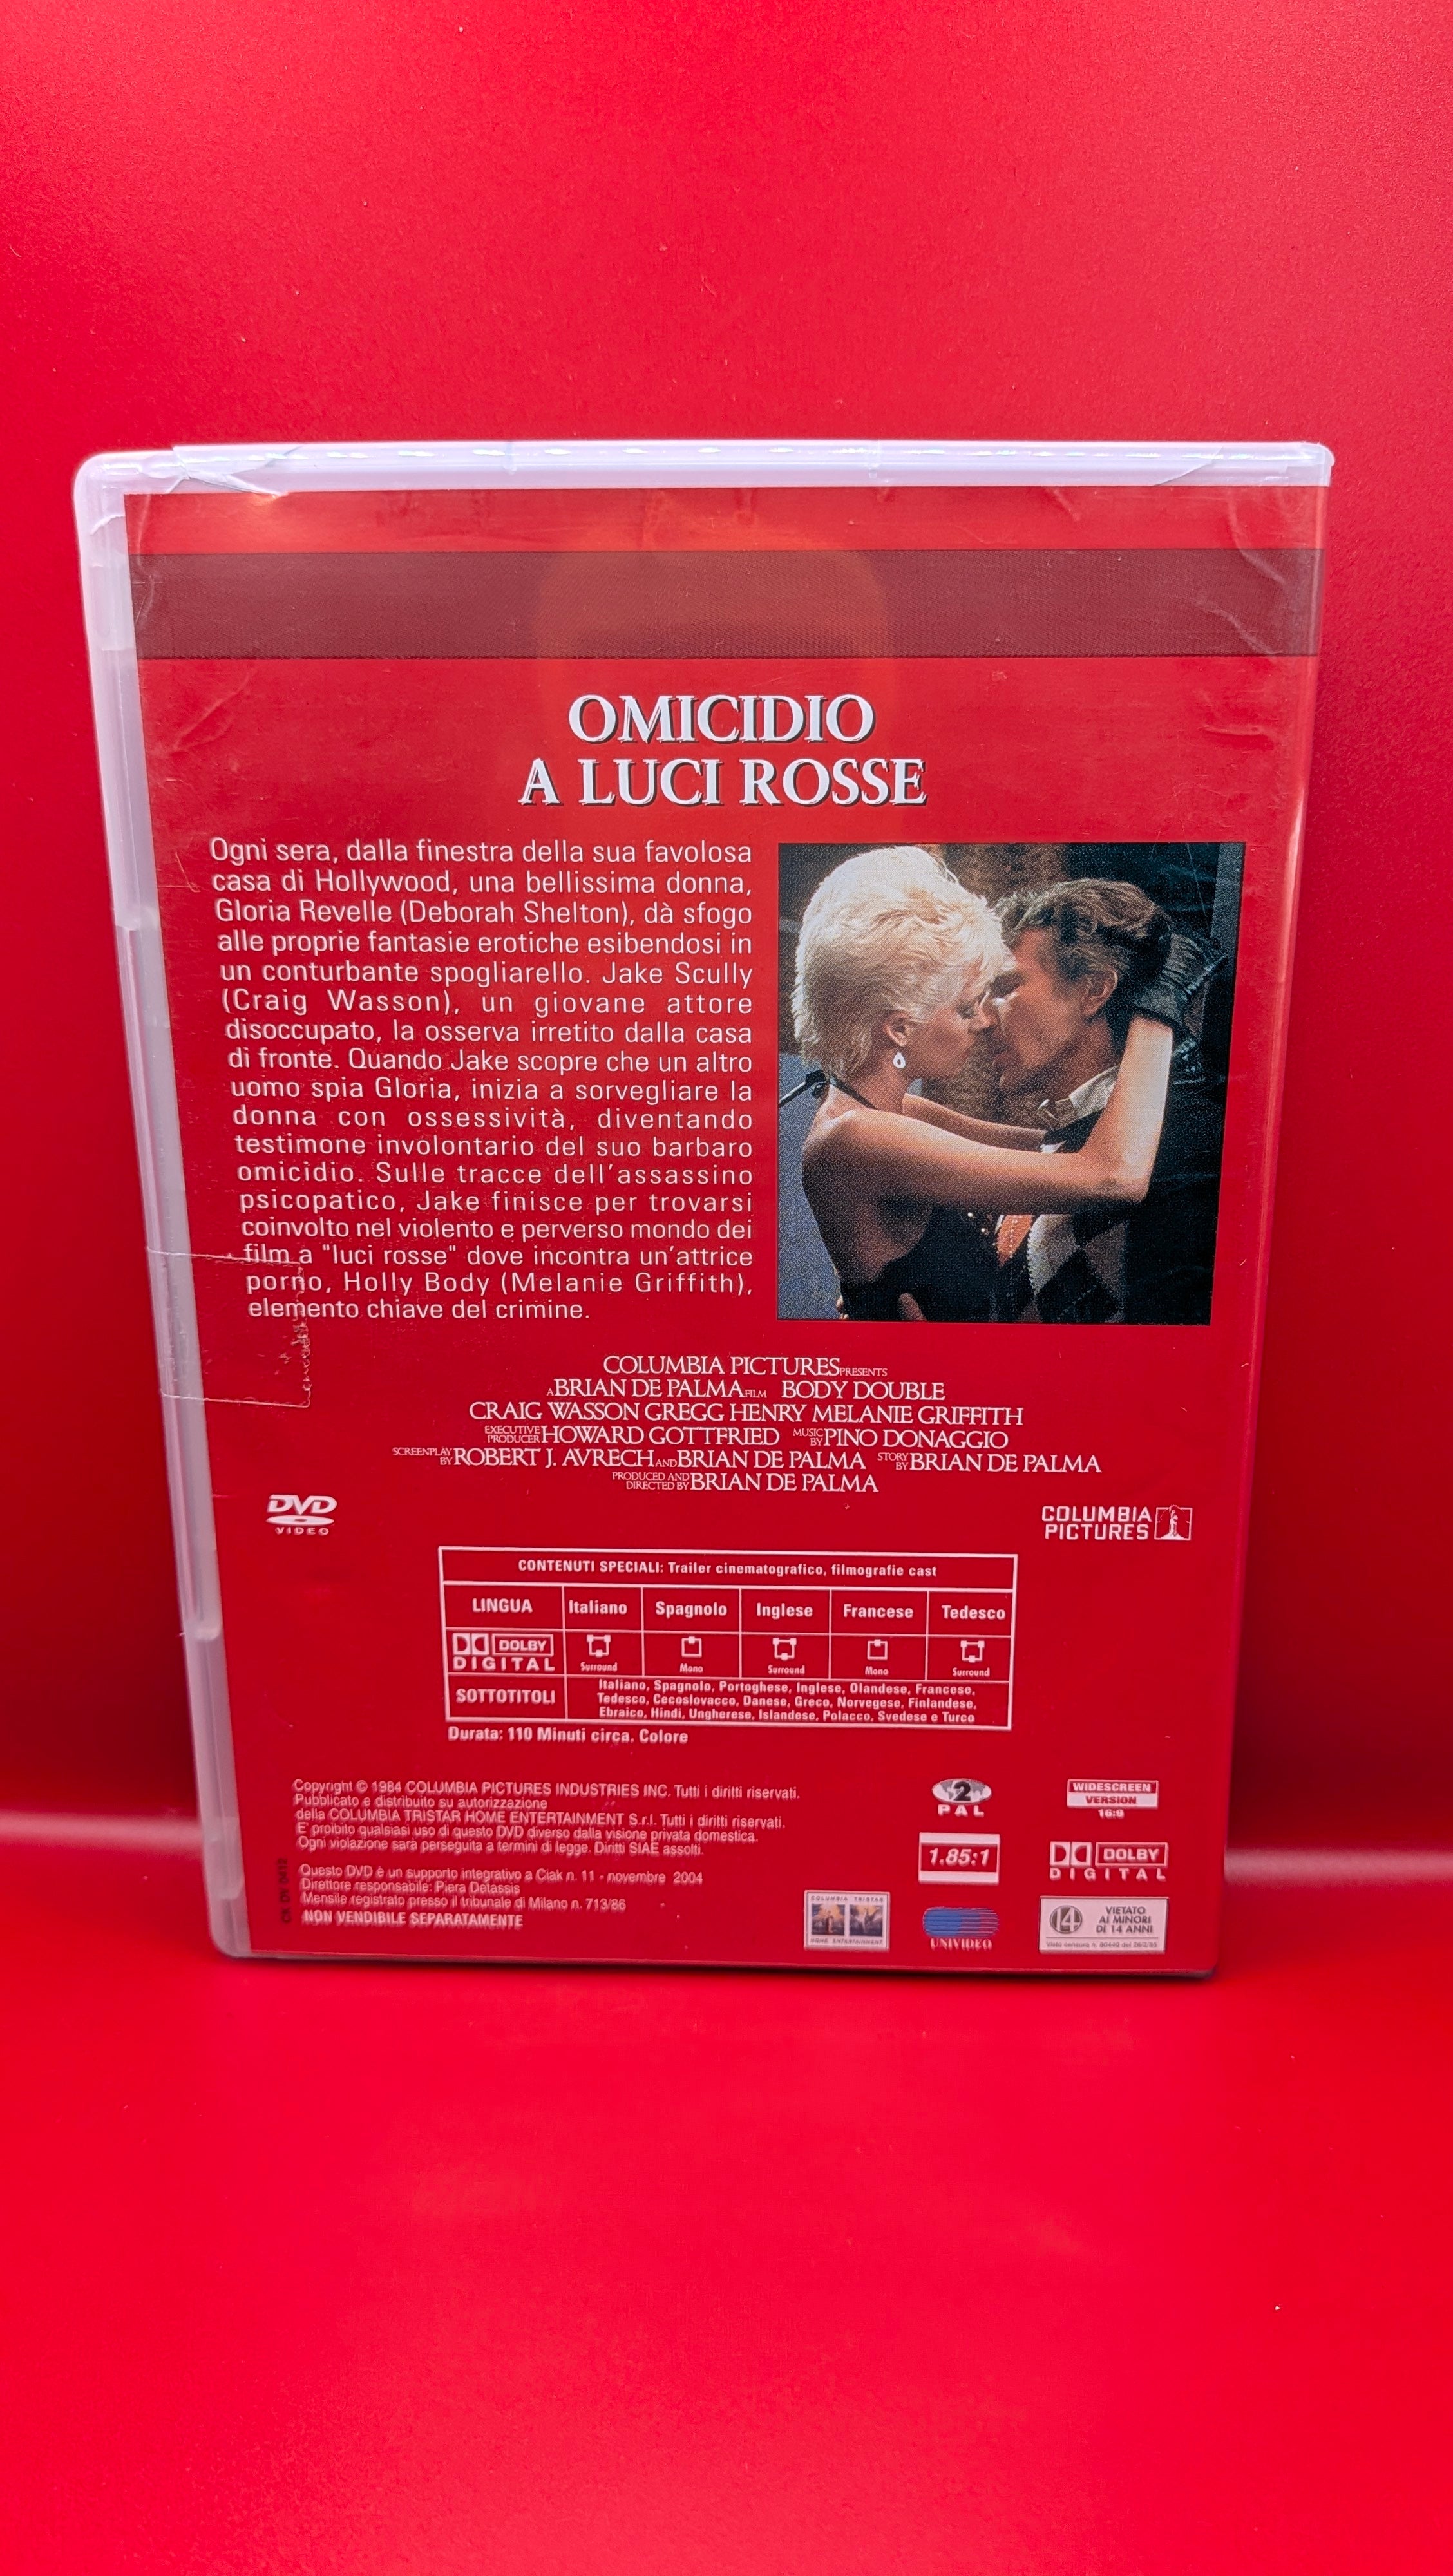 OMICIDIO
A LUCI ROSSE
Ogni sera, dalla finestra della sua favolosa
casa di Hollywood, una bellissima donna,
Gloria Revelle (Deborah Shelton), dà sfogo
alle proprie fantasie erotiche esibendosi in
un conturbante spogliarello. Jake Scully
(Craig Wasson), un giovane attore
disoccupato, la osserva irretito dalla casa
di fronte. Quando Jake scopre che un altro
uomo spia Gloria, inizia a sorvegliare la
donna con ossessività, diventando
testimone involontario del suo barbaro
omicidio. Sulle tracce dell'assassino
psicopatico, Jake finisce per trovarsi
coinvolto nel violento e perverso mondo dei
film a "luci rosse" dove incontra un'attrice
porno, Holly Body (Melanie Griffith),
elemento chiave del crimine.
COLUMBIA PICTURES PRESENTS
A BRIAN DE PALMA FILM BODY DOUBLE
CRAIG WASSON GREGG HENRY MELANIE GRIFFITH
EXECUTIVE PRODUCER HOWARD GOTTFRIED MUSIC BY PINO DONAGGIO
SCREENPLAY BY ROBERT J. AVRECH AND BRIAN DE PALMA STORY BY BRIAN DE PALMA
PRODUCED AND DIRECTED BY BRIAN DE PALMA
DVD
VIDEO
COLUMBIA
PICTURES
CONTENUTI SPECIALI: Trailer cinematografico, filmografie cast
LINGUA Italiano Spagnolo Inglese Francese Tedesco
DOLBY
DIGITAL Surround Mono Surround Mono Surround
SOTTOTITOLI
Italiano, Spagnolo, Portoghese, Inglese, Olandese, Francese,
Tedesco, Cecoslovacco, Danese, Greco, Norvegese, Finlandese,
Ebraico, Hindi, Ungherese, Islandese, Polacco, Svedese e Turco
Durata: 110 Minuti circa. Colore
Copyright © 1984 COLUMBIA PICTURES INDUSTRIES INC. Tutti i diritti riservati.
Pubblicato e distribuito su autorizzazione
della COLUMBIA TRISTAR HOME ENTERTAINMENT S.r.l. Tutti i diritti riservati.
E' proibito qualsiasi uso di questo DVD diverso dalla visione privata domestica.
Ogni violazione sarà perseguita a termini di legge. Diritti SIAE assolti.
Questo DVD è un supporto integrativo a Ciak n. 11 - novembre 2004
Direttore responsabile: Piera Detassis
Mensile registrato presso il tribunale di Milano n. 713/86
NON VENDIBILE SEPARATAMENTE
2
PAL
WIDESCREEN
VERSION
16:9
1.85:1
DOLBY
DIGITAL
COLUMBIA TRISTAR
HOME ENTERTAINMENT
UNIVIDEO
14
VIETATO
AI MINORI
DI 14 ANNI